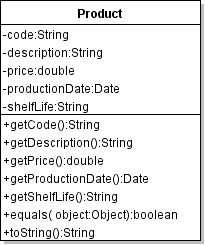 Product
-code:String
-description:String
-price:double
-productionDate:Date
-shelfLife:String
+getCode():String
+getDescription():String
+getPrice():double
+getProductionDate():Date
+getShelfLife():String
+equals( object:Object):boolean
+toString():String